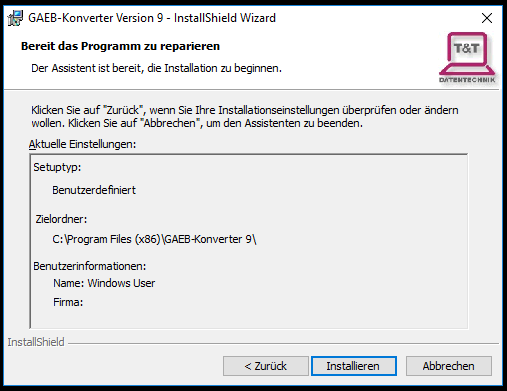 GAEB-Konverter Version 9 - InstallShield Wizard
Bereit das Programm zu reparieren
Der Assistent ist bereit, die Installation zu beginnen.
T&T
DATENTECHNIK
Klicken Sie auf "Zurück", wenn Sie Ihre Installationseinstellungen überprüfen oder ändern
wollen. Klicken Sie auf "Abbrechen", um den Assistenten zu beenden.
Aktuelle Einstellungen:
Setuptyp:
Benutzerdefiniert
Zielordner:
C:\Program Files (x86)\GAEB-Konverter 9\
Benutzerinformationen:
Name: Windows User
Firma:
InstallShield
< Zurück
Installieren
Abbrechen